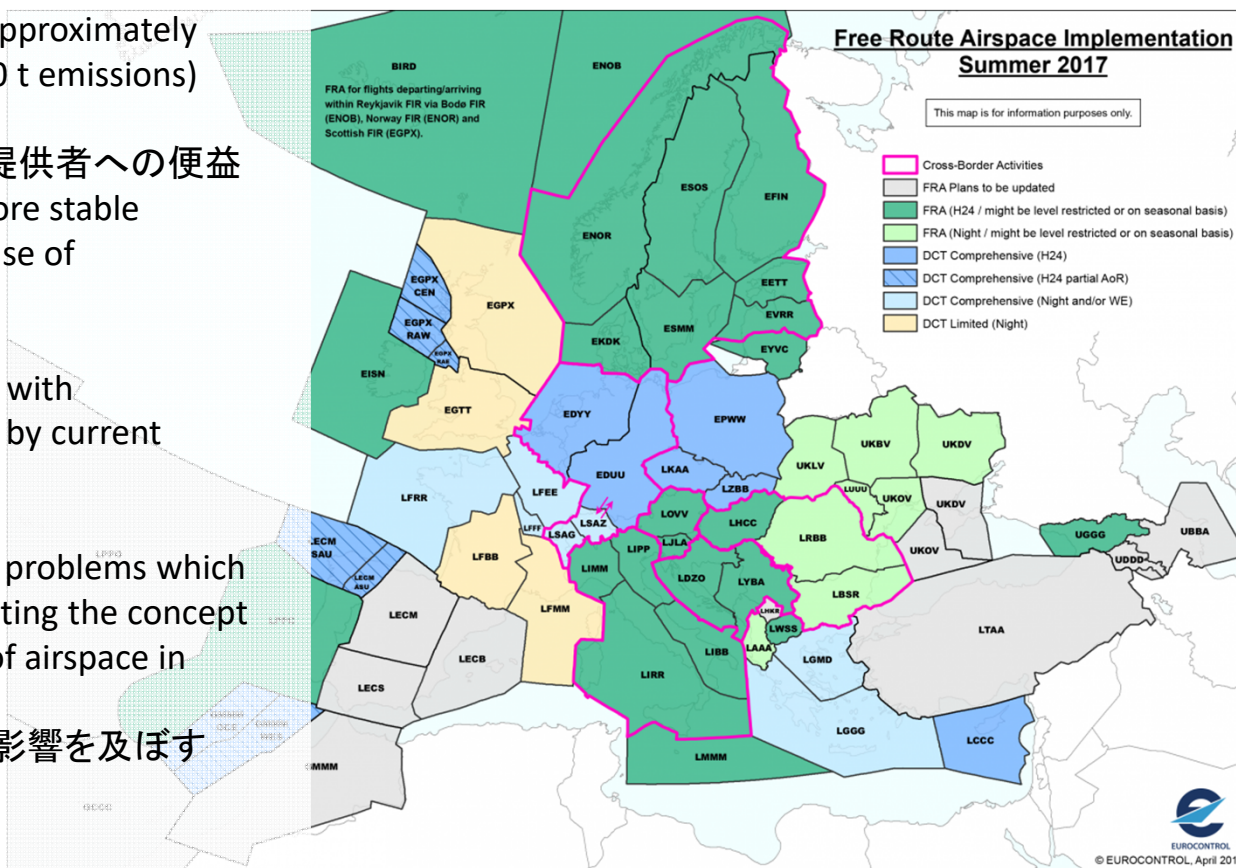 pproximately
0 t emissions)
提供者への便益
ore stable
se of
with
by current
problems which
ting the concept
of airspace in
影響を及ぼす
Free Route Airspace Implementation
Summer 2017
This map is for information purposes only.
Cross-Border Activities
FRA Plans to be updated
FRA (H24 / might be level restricted or on seasonal basis)
FRA (Night / might be level restricted or on seasonal basis)
DCT Comprehensive (H24)
DCT Comprehensive (H24 partial AoR)
DCT Comprehensive (Night and/or WE)
DCT Limited (Night)
BIRD
FRA for flights departing/arriving
within Reykjavik FIR via Bodø FIR
(ENOB), Norway FIR (ENOR) and
Scottish FIR (EGPX).
ENOB
ESOS
EFIN
ENOR
EGPX
CEN
EGPX
EGPX
RAW
EETT
EVRR
ESMM
EKDK
EYVC
EISN
EGTT
EDYY
EPWW
UKBV
UKDV
UKLV
EDUU
LKAA
LZBB
LUUU
UKOV
UKDV
LFRR
LFEE
LFFF
LSAZ
LSAG
LOVV
LHCC
LRBB
UKOV
UGGG
UBBA
UDDD
LECM
SAU
LECM
ASU
LFBB
LIMM
LIPP
LJLA
LDZO
LYBA
LBSR
LECM
LFMM
LWSS
LAAA
LTAA
LECB
LIBB
LGMD
LECS
LIRR
LGGG
LCCC
LMMM
EUROCONTROL
© EUROCONTROL, April 201